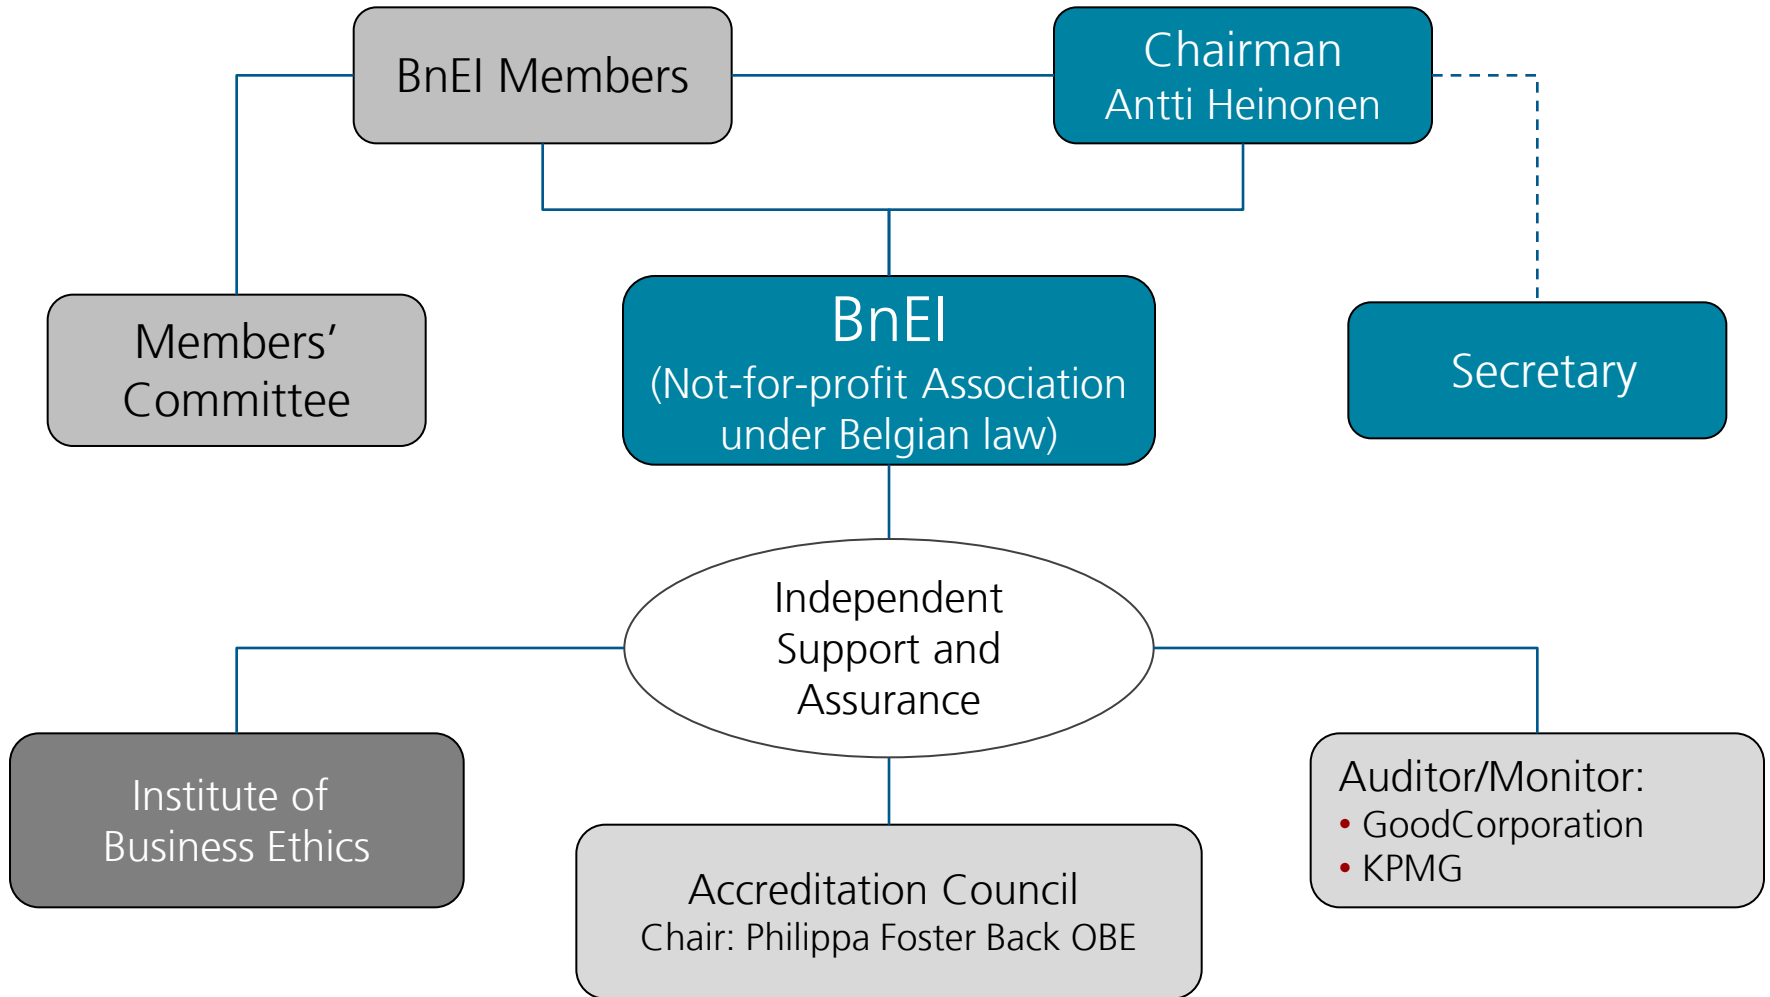 BnEI Members
Chairman
Antti Heinonen
Members’
Committee
BnEI
(Not-for-profit Association
under Belgian law)
Secretary
Independent
Support and
Assurance
Institute of
Business Ethics
Accreditation Council
Chair: Philippa Foster Back OBE
Auditor/Monitor:
• GoodCorporation
• KPMG